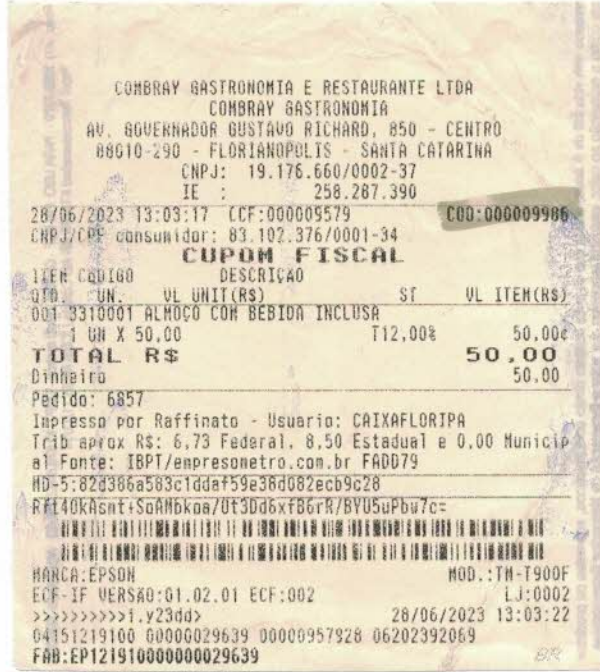 COMBRAY GASTRONOMIA E RESTAURANTE LTDA
COMBRAY GASTRONOMIA
AV. GOVERNADOR GUSTAVO RICHARD, 850 - CENTRO
88010-290 - FLORIANOPOLIS - SANTA CATARINA
CNPJ: 19.176.660/0002-37
IE : 258.287.390
28/06/2023 13:03:17 CCF:000009579 COO:000009986
CNPJ/CPF consumidor: 83.102.376/0001-34
CUPOM FISCAL
ITEM CODIGO DESCRIÇÃO
QTD. UN. VL UNIT(R$) ST VL ITEM(R$)
001 3310001 ALMOÇO COM BEBIDA INCLUSA
1 UN X 50,00 T12,00% 50,00¢
TOTAL R$ 50,00
Dinheiro 50,00
Pedido: 6857
Impresso por Raffinato - Usuario: CAIXAFLORIPA
Trib aprox R$: 6,73 Federal, 8,50 Estadual e 0,00 Municip
al Fonte: IBPT/empresometro.com.br FADD79
MD-5:82d386a583c1ddaf59e38d082ecb9c28
MARCA:EPSON MOD.:TM-T900F
ECF-IF VERSÃO:01.02.01 ECF:002 LJ:0002
>>>>>>>>>>i.y23dd> 28/06/2023 13:03:22
04151219100 00000029639 00000957928 06202392069
FAB:EP121910000000029639
BR